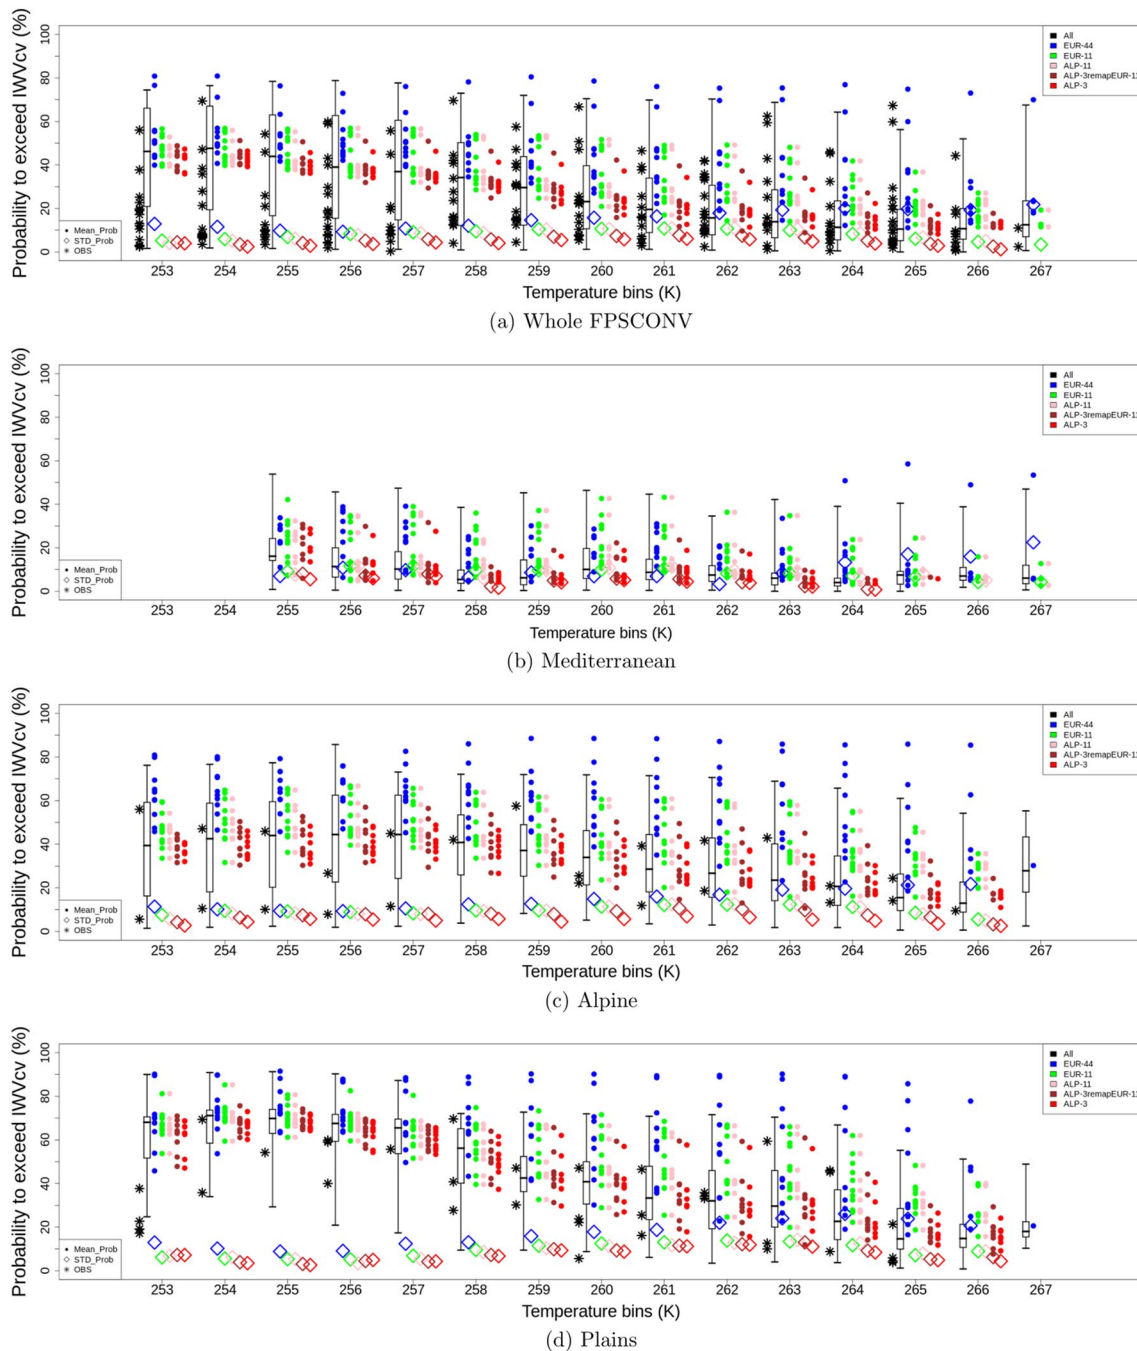 Probability to exceed IWVcv (%)
100
80
60
40
20
0
All
EUR-44
EUR-11
ALP-11
ALP-3remapEUR-11
ALP-3
Mean_Prob
STD_Prob
OBS
253 254 255 256 257 258 259 260 261 262 263 264 265 266 267
Temperature bins (K)
(a) Whole FPSCONV
Probability to exceed IWVcv (%)
100
80
60
40
20
0
All
EUR-44
EUR-11
ALP-11
ALP-3remapEUR-11
ALP-3
Mean_Prob
STD_Prob
OBS
253 254 255 256 257 258 259 260 261 262 263 264 265 266 267
Temperature bins (K)
(b) Mediterranean
Probability to exceed IWVcv (%)
100
80
60
40
20
0
All
EUR-44
EUR-11
ALP-11
ALP-3remapEUR-11
ALP-3
Mean_Prob
STD_Prob
OBS
253 254 255 256 257 258 259 260 261 262 263 264 265 266 267
Temperature bins (K)
(c) Alpine
Probability to exceed IWVcv (%)
100
80
60
40
20
0
All
EUR-44
EUR-11
ALP-11
ALP-3remapEUR-11
ALP-3
Mean_Prob
STD_Prob
OBS
253 254 255 256 257 258 259 260 261 262 263 264 265 266 267
Temperature bins (K)
(d) Plains